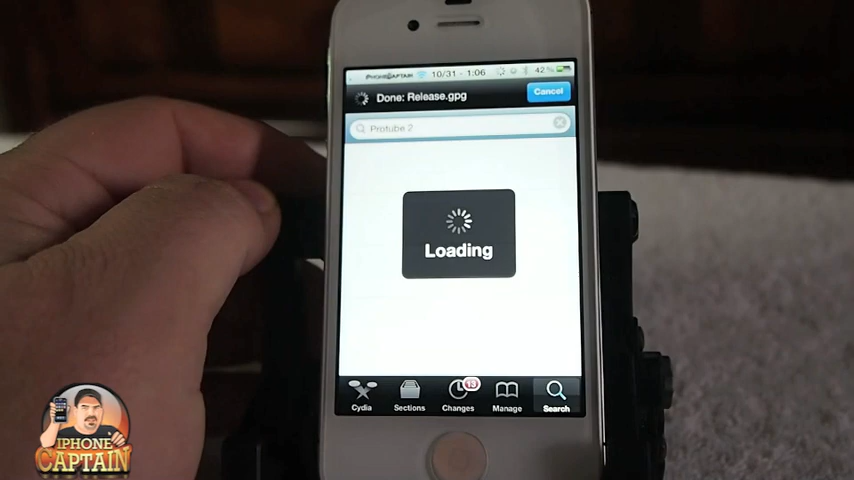 iPHONECAPTAIN 10/31 - 1:06 42%
Done: Release.gpg
Cancel
Protube 2
Loading
13
Cydia Sections Changes Manage Search
IPHONE
CAPTAIN